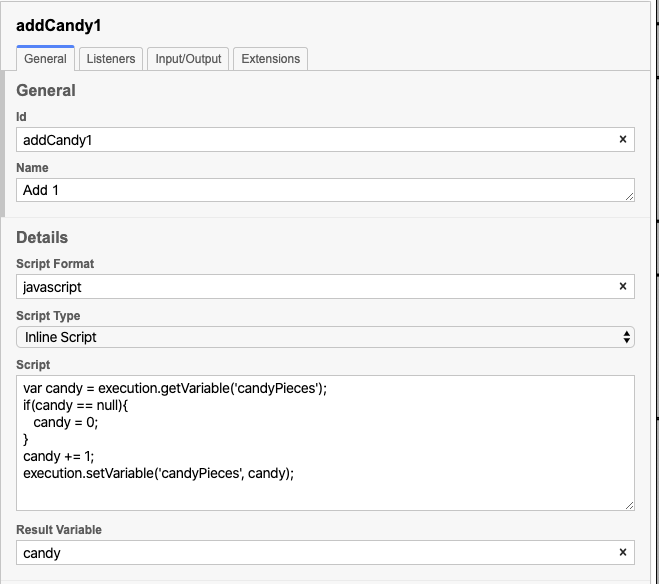 addCandy1
General Listeners Input/Output Extensions
General
Id
addCandy1 ×
Name
Add 1
Details
Script Format
javascript ×
Script Type
Inline Script
Script
var candy = execution.getVariable('candyPieces');
if(candy == null){
candy = 0;
}
candy += 1;
execution.setVariable('candyPieces', candy);
Result Variable
candy ×